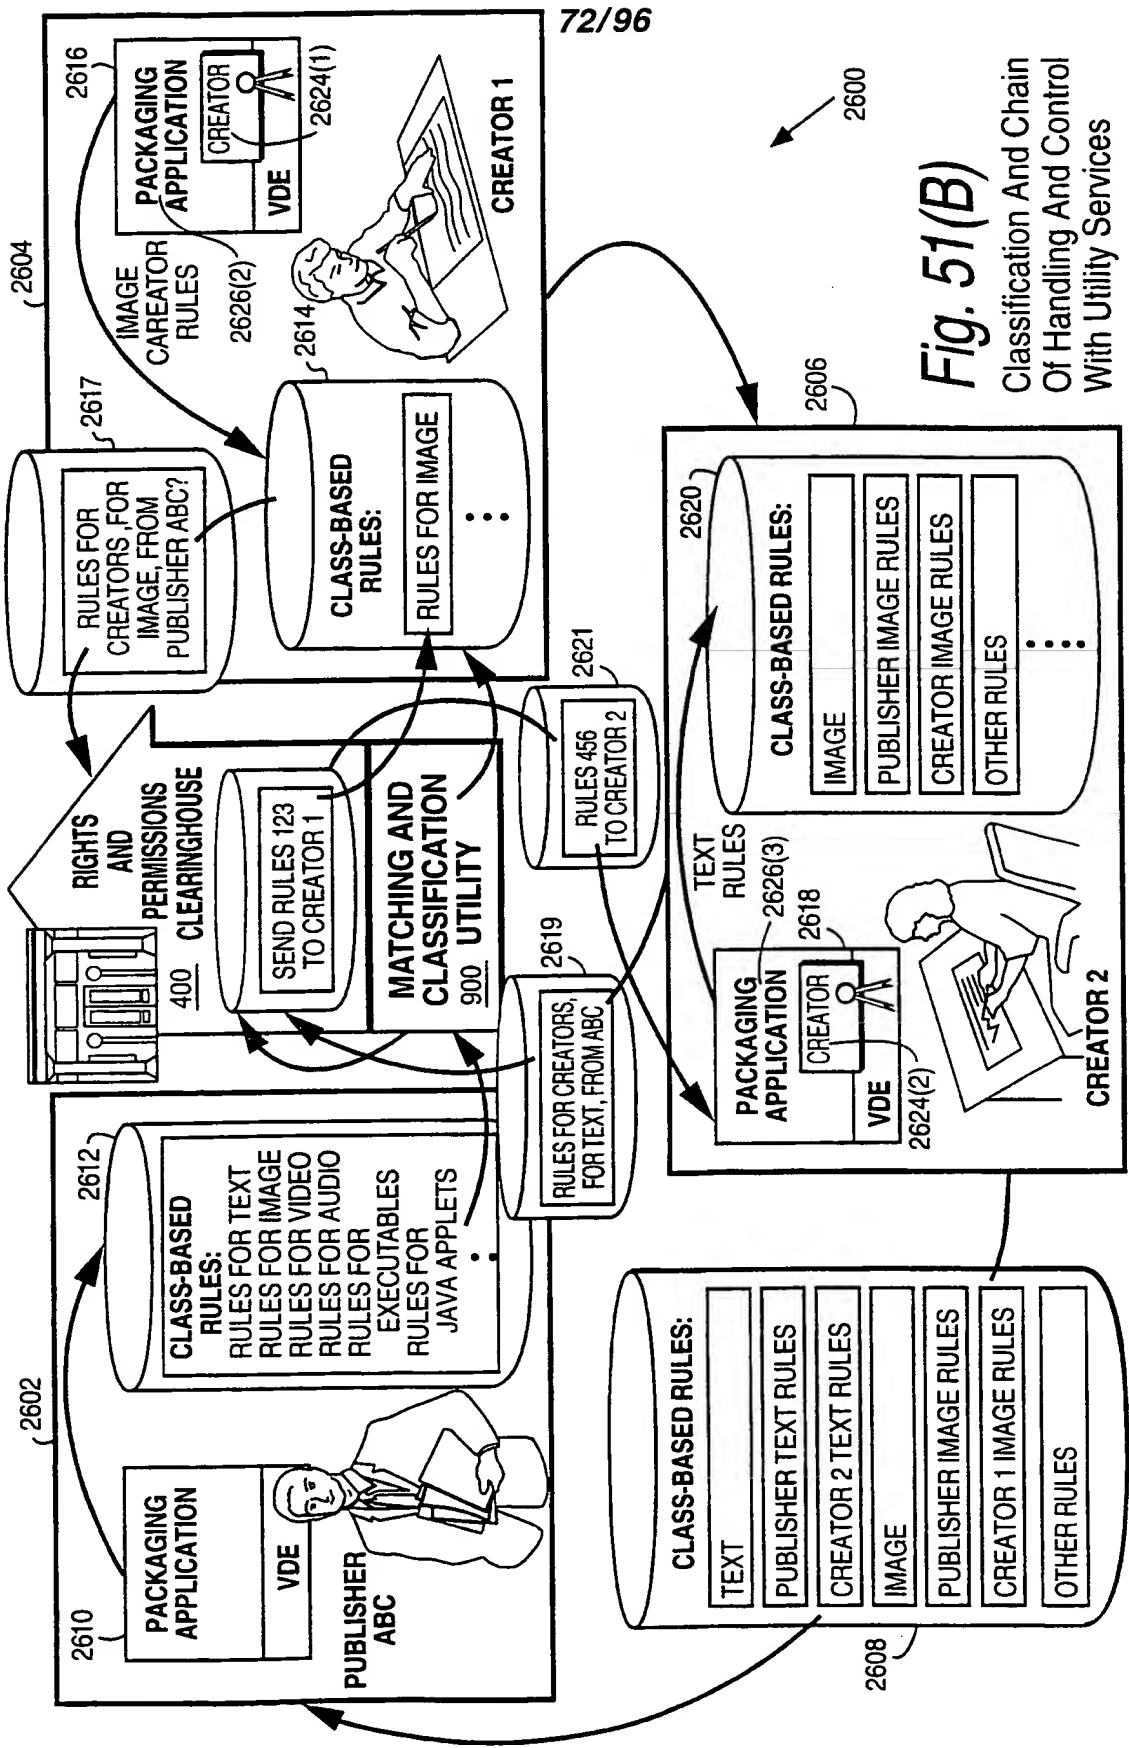 72/96
2602
2610
PACKAGING
APPLICATION
VDE
PUBLISHER
ABC
2612
CLASS-BASED
RULES:
RULES FOR TEXT
RULES FOR IMAGE
RULES FOR VIDEO
RULES FOR AUDIO
RULES FOR
EXECUTABLES
RULES FOR
JAVA APPLETS
RIGHTS
AND
PERMISSIONS
CLEARINGHOUSE
400
SEND RULES 123
TO CREATOR 1
MATCHING AND
CLASSIFICATION
900 UTILITY
2604
2617
RULES FOR
CREATORS ,FOR
IMAGE, FROM
PUBLISHER ABC?
IMAGE
CAREATOR
RULES
2626(2)
2616
PACKAGING
APPLICATION
CREATOR
VDE
2624(1)
2614
CLASS-BASED
RULES:
RULES FOR IMAGE
CREATOR 1
2619
RULES FOR CREATORS,
FOR TEXT, FROM ABC
2621
RULES 456
TO CREATOR 2
2608
CLASS-BASED RULES:
TEXT
PUBLISHER TEXT RULES
CREATOR 2 TEXT RULES
IMAGE
PUBLISHER IMAGE RULES
CREATOR 1 IMAGE RULES
OTHER RULES
2606
PACKAGING
APPLICATION
CREATOR
VDE
2624(2)
2618
2626(3)
TEXT
RULES
CREATOR 2
2620
CLASS-BASED RULES:
IMAGE
PUBLISHER IMAGE RULES
CREATOR IMAGE RULES
OTHER RULES
2600
Fig. 51(B)
Classification And Chain
Of Handling And Control
With Utility Services